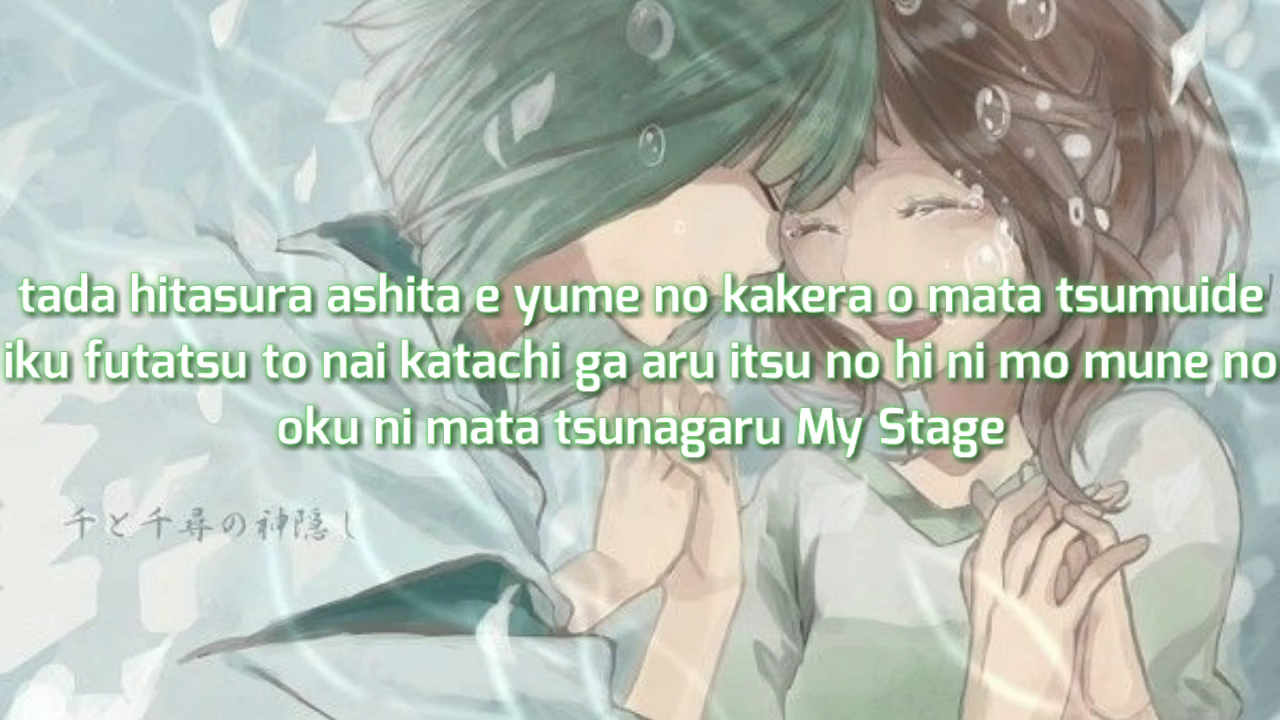 tada hitasura ashita e yume no kakera o mata tsumuide
iku futatsu to nai katachi ga aru itsu no hi ni mo mune no
oku ni mata tsunagaru My Stage
千と千尋の神隠し